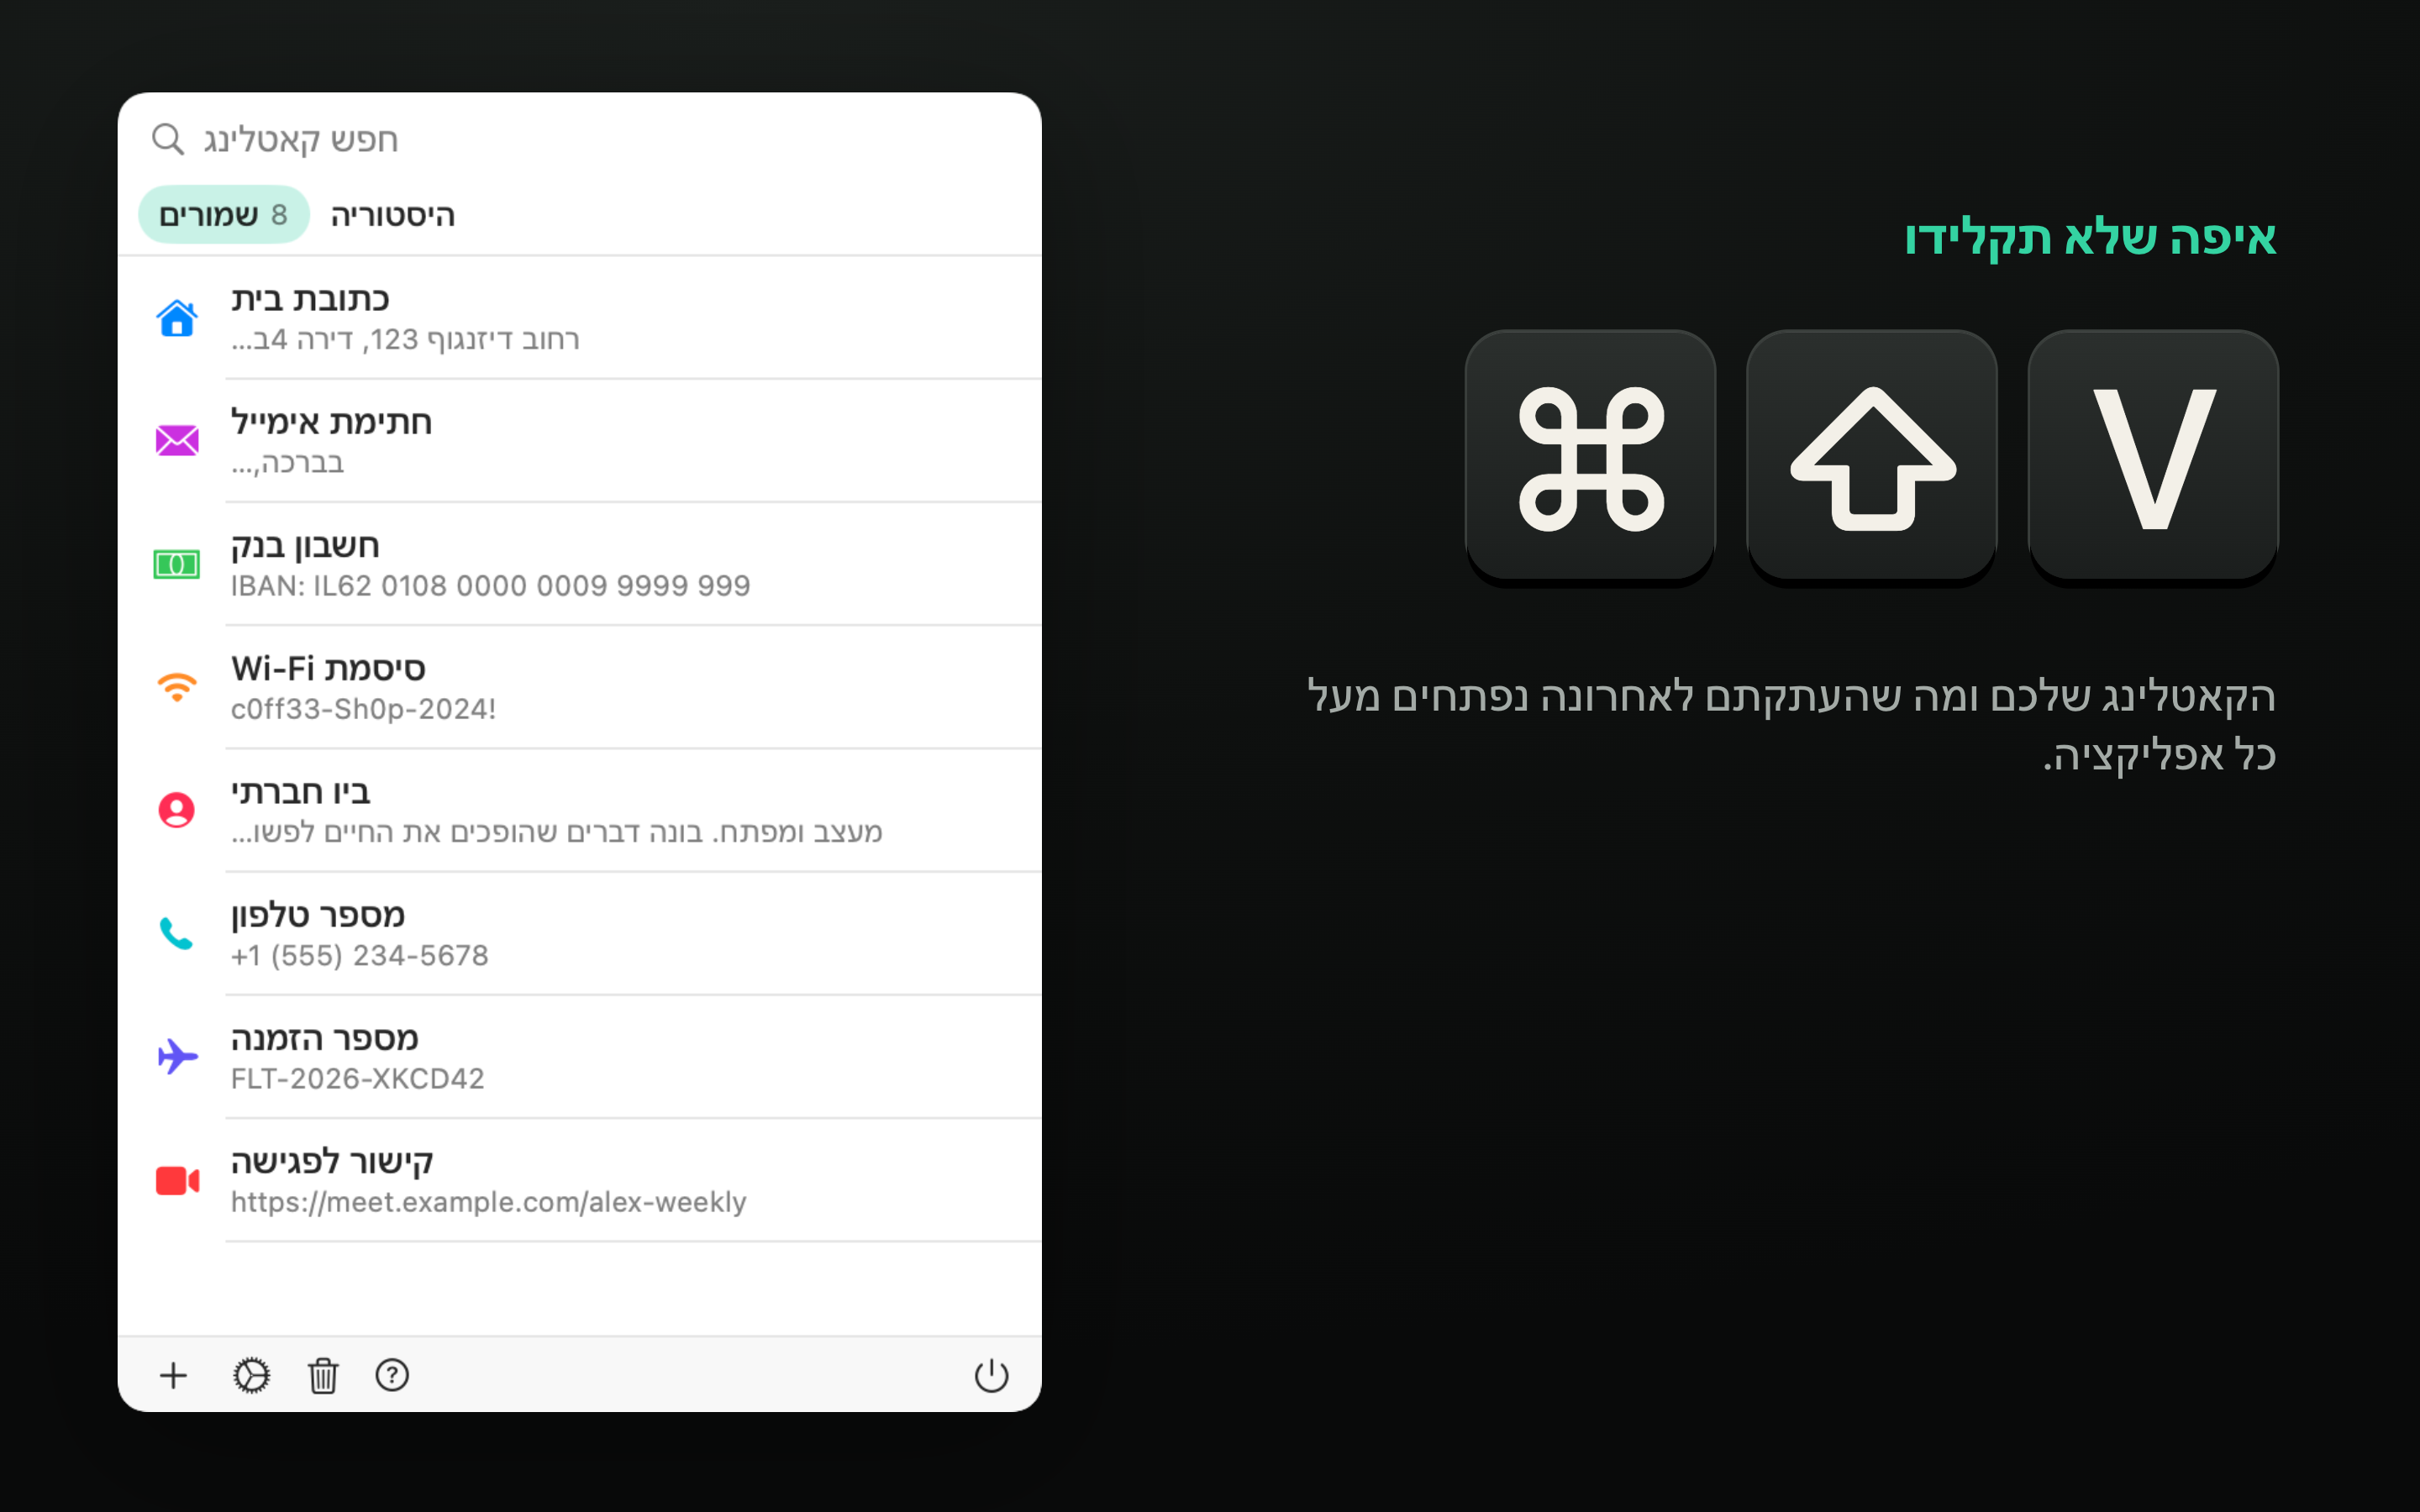 איפה שלא תקלידו
⌘ ⇧ V
הקאטלינג שלכם ומה שהעתקתם לאחרונה נפתחים מעל
כל אפליקציה.
חפש קאטלינג
שמורים 8 היסטוריה
כתובת בית
רחוב דיזנגוף 123, דירה 4ב...
חתימת אימייל
בברכה,...
חשבון בנק
IBAN: IL62 0108 0000 0009 9999 999
סיסמת Wi-Fi
c0ff33-Sh0p-2024!
ביו חברתי
מעצב ומפתח. בונה דברים שהופכים את החיים לפשו...
מספר טלפון
+1 (555) 234-5678
מספר הזמנה
FLT-2026-XKCD42
קישור לפגישה
https://meet.example.com/alex-weekly